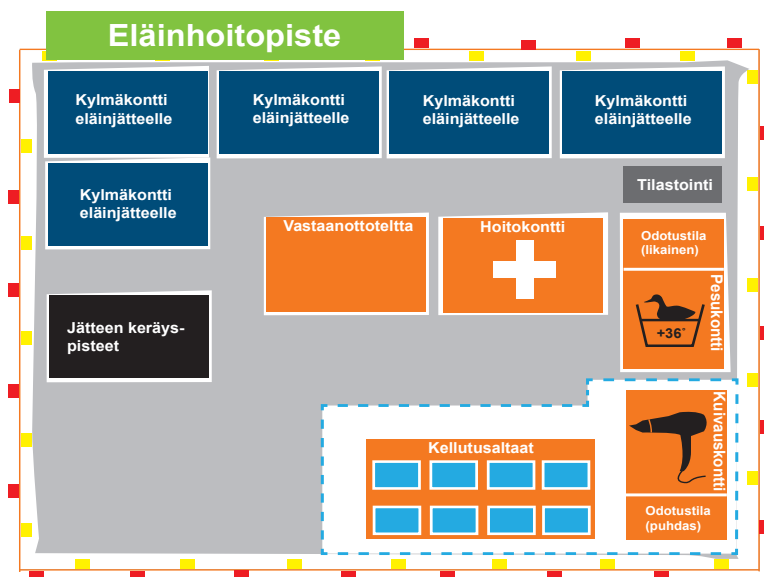 Eläinhoitopiste
Kylmäkontti
eläinjätteelle
Kylmäkontti
eläinjätteelle
Kylmäkontti
eläinjätteelle
Kylmäkontti
eläinjätteelle
Kylmäkontti
eläinjätteelle
Tilastointi
Vastaanottoteltta
Hoitokontti
Odotustila
(likainen)
Pesukontti
+36°
Jätteen keräys-
pisteet
Kuivauskontti
Kellutusaltaat
Odotustila
(puhdas)